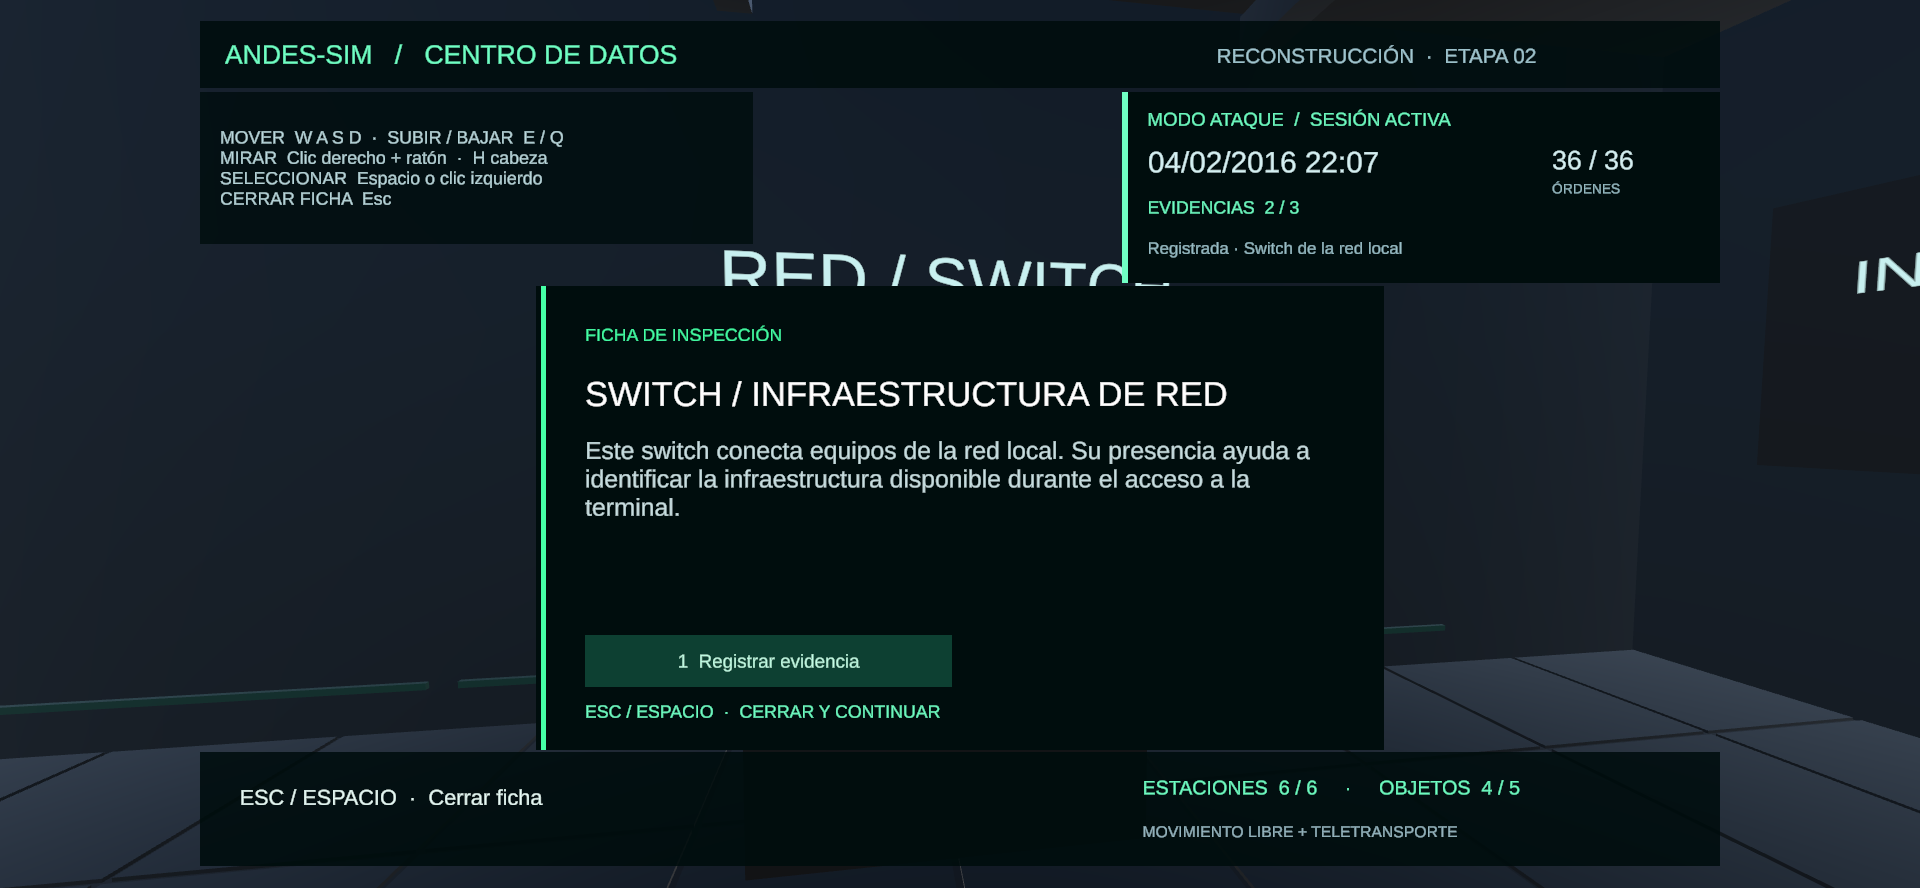 ANDES-SIM / CENTRO DE DATOS
RECONSTRUCCIÓN · ETAPA 02
MOVER W A S D · SUBIR / BAJAR E / Q
MIRAR Clic derecho + ratón · H cabeza
SELECCIONAR Espacio o clic izquierdo
CERRAR FICHA Esc
MODO ATAQUE / SESIÓN ACTIVA
04/02/2016 22:07
36 / 36
ÓRDENES
EVIDENCIAS 2 / 3
Registrada · Switch de la red local
RED / SWITCH
IN
FICHA DE INSPECCIÓN
SWITCH / INFRAESTRUCTURA DE RED
Este switch conecta equipos de la red local. Su presencia ayuda a
identificar la infraestructura disponible durante el acceso a la
terminal.
1 Registrar evidencia
ESC / ESPACIO · CERRAR Y CONTINUAR
ESC / ESPACIO · Cerrar ficha
ESTACIONES 6 / 6 · OBJETOS 4 / 5
MOVIMIENTO LIBRE + TELETRANSPORTE